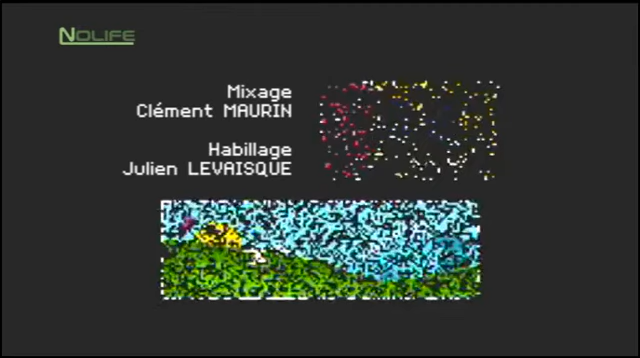 NOLIFE
Mixage
Clément MAURIN
Habillage
Julien LEVAISQUE